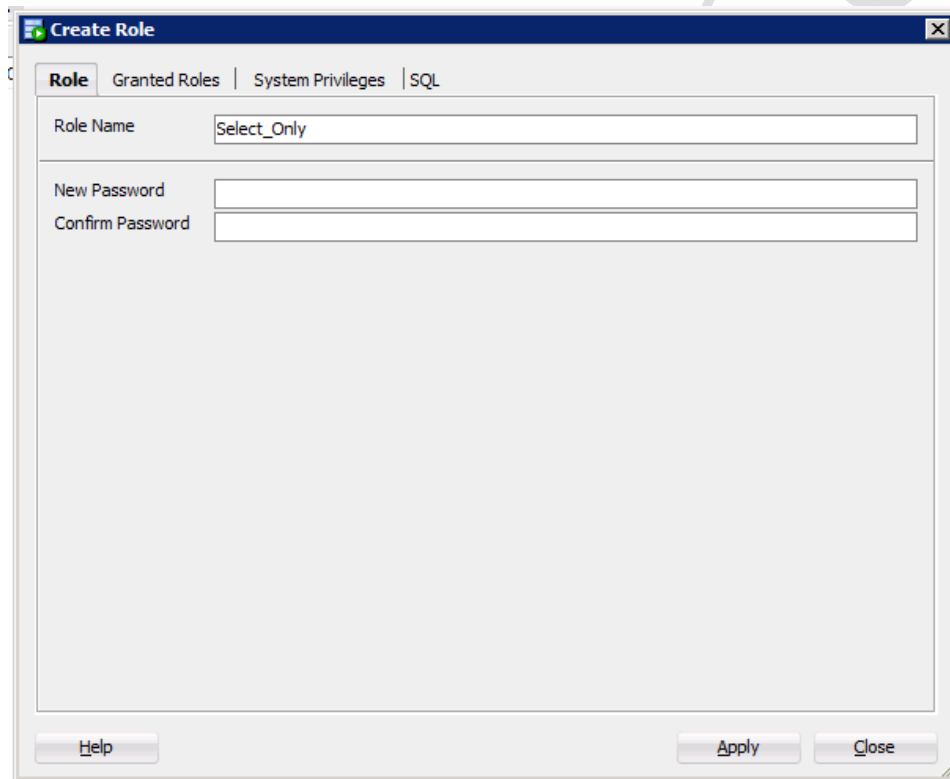 Create Role
Role Granted Roles System Privileges SQL
Role Name Select_Only
New Password
Confirm Password
Help Apply Close